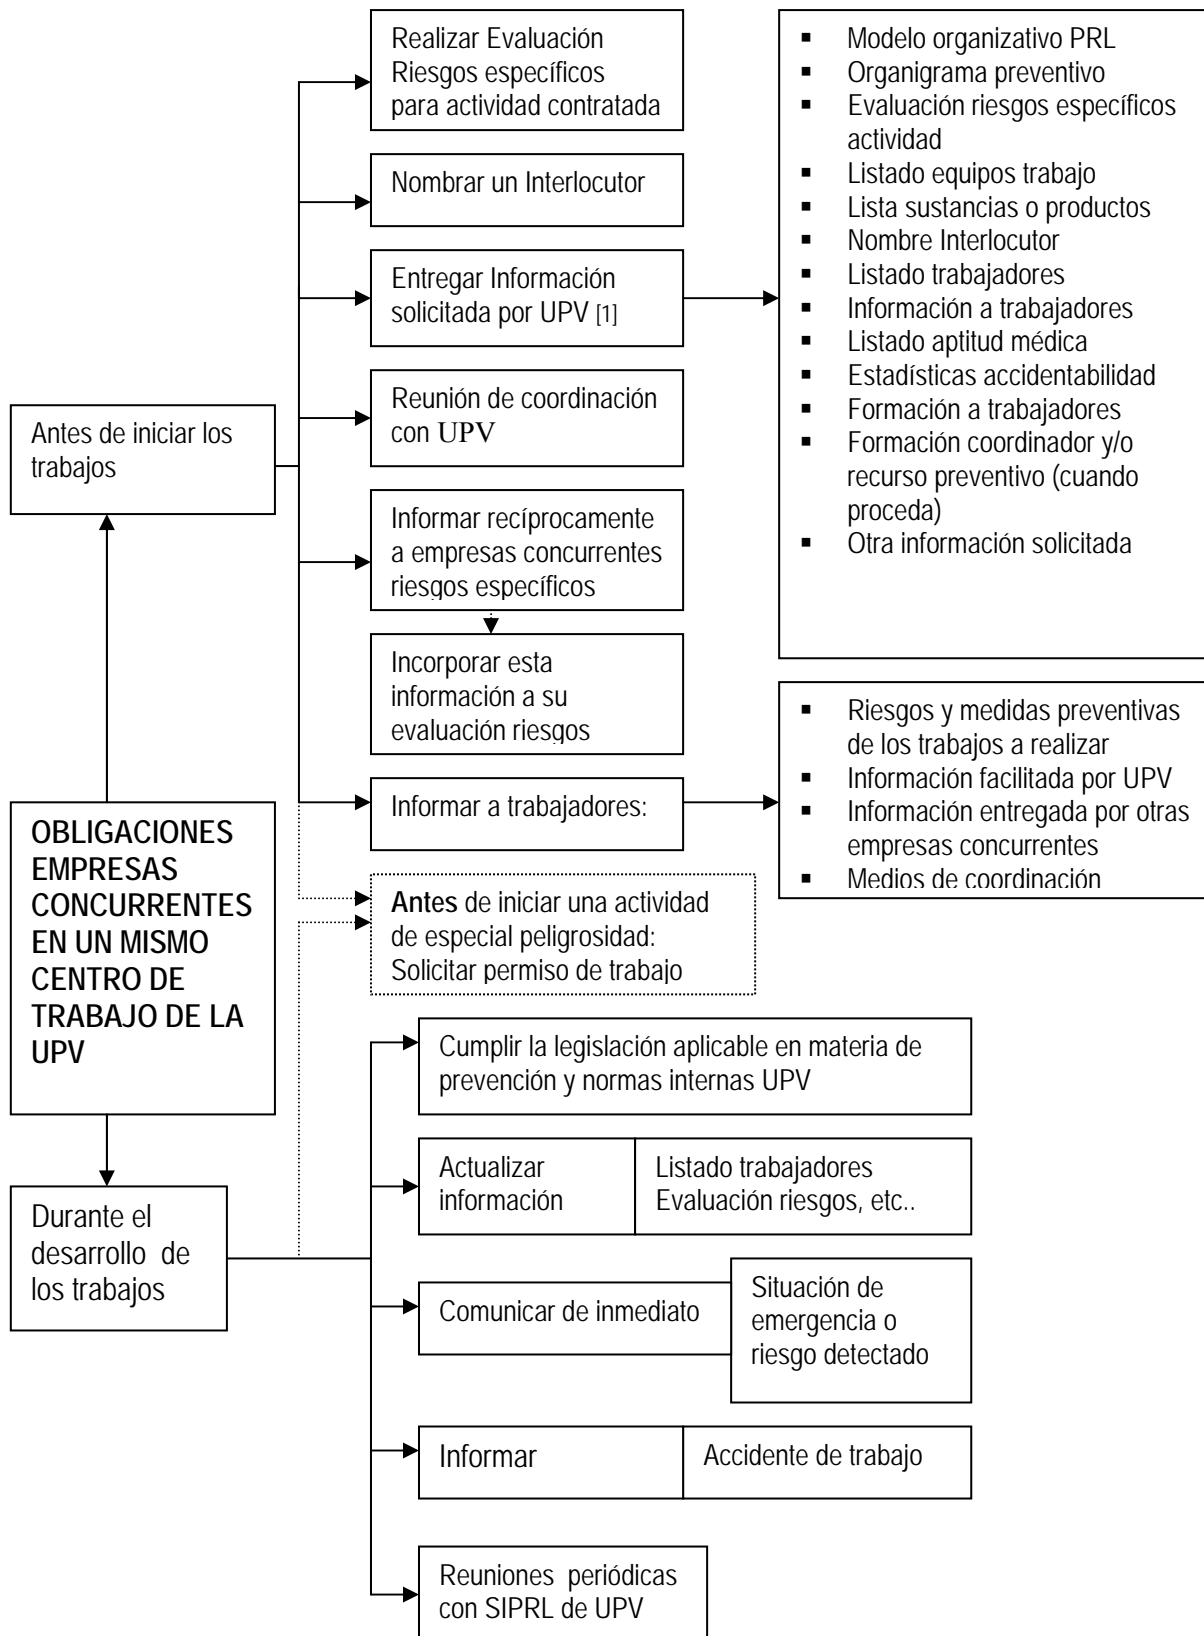 Realizar Evaluación
Riesgos específicos
para actividad contratada
Nombrar un Interlocutor
Entregar Información
solicitada por UPV [1]
Reunión de coordinación
con UPV
Informar recíprocamente
a empresas concurrentes
riesgos específicos
Incorporar esta
información a su
evaluación riesgos
Informar a trabajadores:
Antes de iniciar una actividad
de especial peligrosidad:
Solicitar permiso de trabajo
▪ Modelo organizativo PRL
▪ Organigrama preventivo
▪ Evaluación riesgos específicos
actividad
▪ Listado equipos trabajo
▪ Lista sustancias o productos
▪ Nombre Interlocutor
▪ Listado trabajadores
▪ Información a trabajadores
▪ Listado aptitud médica
▪ Estadísticas accidentabilidad
▪ Formación a trabajadores
▪ Formación coordinador y/o
recurso preventivo (cuando
proceda)
▪ Otra información solicitada
▪ Riesgos y medidas preventivas
de los trabajos a realizar
▪ Información facilitada por UPV
▪ Información entregada por otras
empresas concurrentes
▪ Medios de coordinación
Antes de iniciar los
trabajos
OBLIGACIONES
EMPRESAS
CONCURRENTES
EN UN MISMO
CENTRO DE
TRABAJO DE LA
UPV
Durante el
desarrollo de
los trabajos
Cumplir la legislación aplicable en materia de
prevención y normas internas UPV
Actualizar
información
Listado trabajadores
Evaluación riesgos, etc..
Comunicar de inmediato
Situación de
emergencia o
riesgo detectado
Informar
Accidente de trabajo
Reuniones periódicas
con SIPRL de UPV